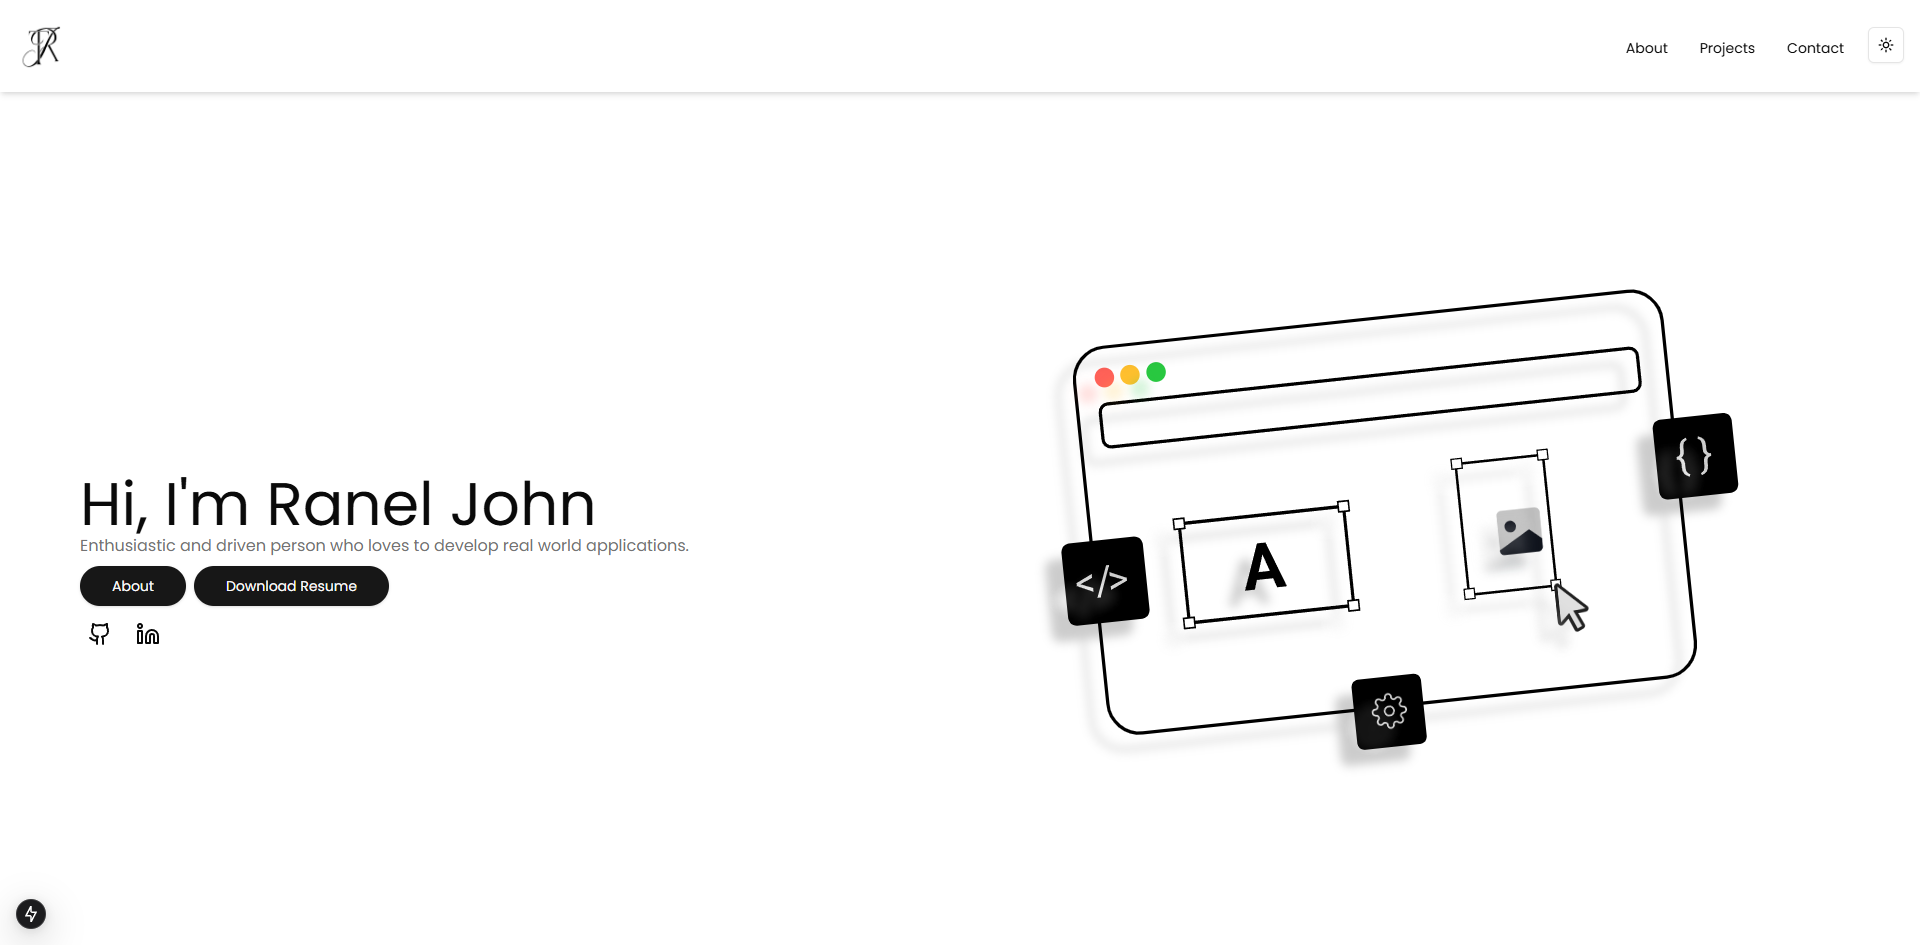 R
About Projects Contact
Hi, I'm Ranel John
Enthusiastic and driven person who loves to develop real world applications.
About Download Resume
in
{}
A
</>